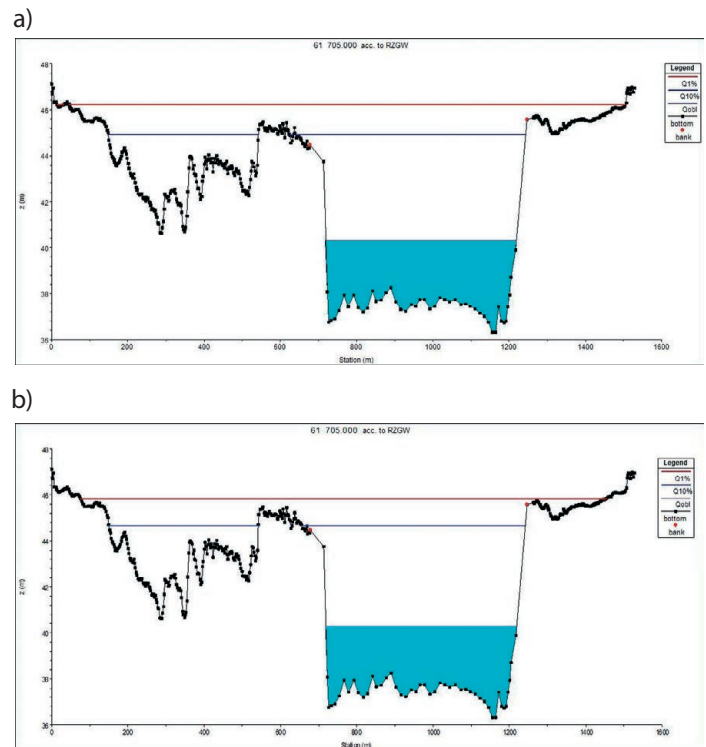 a)
61 705.000 acc. to RZGW
48
46
44
42
40
38
36
z (m)
0
200
400
600
800
1000
1200
1400
1600
Station (m)
Legend
Q1%
Q10%
Qobl
bottom
bank
b)
61 705.000 acc. to RZGW
48
46
44
42
40
38
36
z (m)
0
200
400
600
800
1000
1200
1400
1600
Station (m)
Legend
Q1%
Q10%
Qobl
bottom
bank